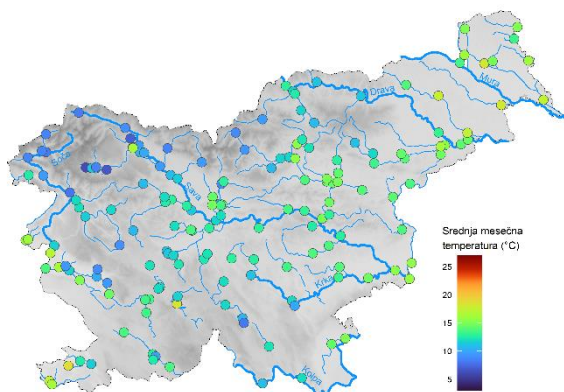 Mura
Drava
Soča
Sava
Krka
Kolpa
Srednja mesečna
temperatura (°C)
25
20
15
10
5